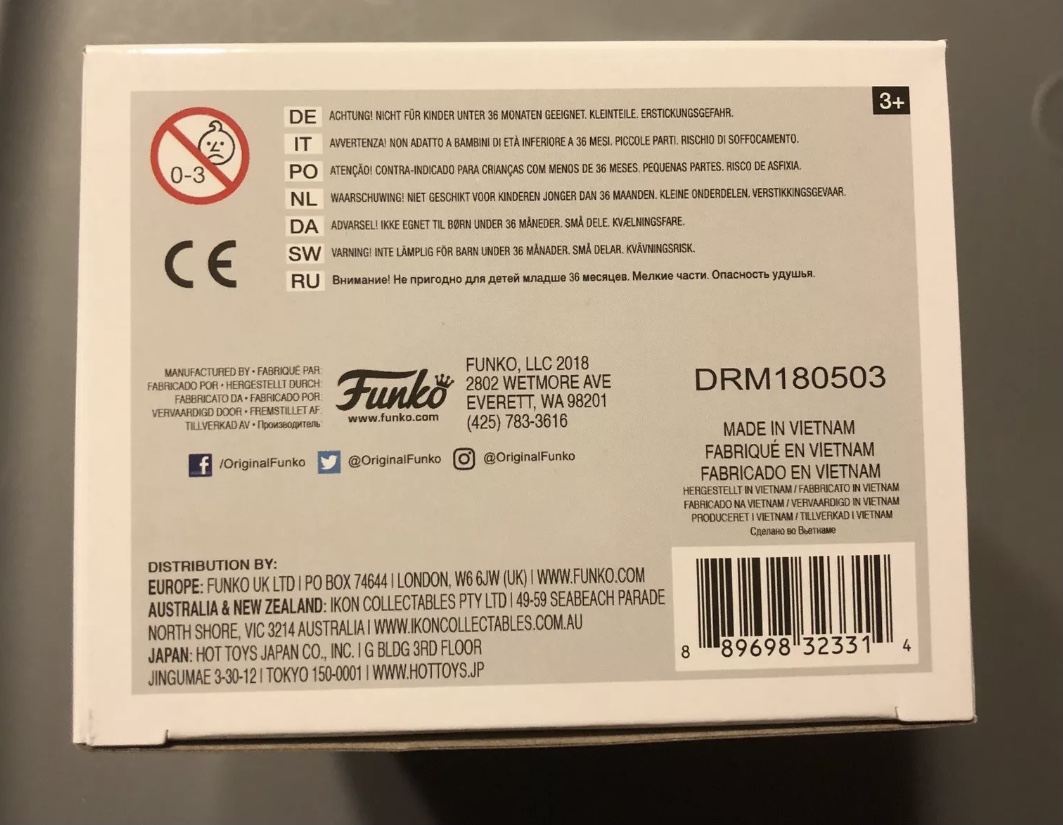 3+
0-3
DE ACHTUNG! NICHT FÜR KINDER UNTER 36 MONATEN GEEIGNET. KLEINTEILE. ERSTICKUNGSGEFAHR.
IT AVVERTENZA! NON ADATTO A BAMBINI DI ETÀ INFERIORE A 36 MESI. PICCOLE PARTI. RISCHIO DI SOFFOCAMENTO.
PO ATENÇÃO! CONTRA-INDICADO PARA CRIANÇAS COM MENOS DE 36 MESES. PEQUENAS PARTES. RISCO DE ASFIXIA.
NL WAARSCHUWING! NIET GESCHIKT VOOR KINDEREN JONGER DAN 36 MAANDEN. KLEINE ONDERDELEN. VERSTIKKINGSGEVAAR.
DA ADVARSEL! IKKE EGNET TIL BØRN UNDER 36 MÅNEDER. SMÅ DELE. KVÆLNINGSFARE.
SW VARNING! INTE LÄMPLIG FÖR BARN UNDER 36 MÅNADER. SMÅ DELAR. KVÄVNINGSRISK.
RU Внимание! Не пригодно для детей младше 36 месяцев. Мелкие части. Опасность удушья.
CE
MANUFACTURED BY • FABRIQUÉ PAR:
FABRICADO POR • HERGESTELLT DURCH:
FABBRICATO DA • FABRICADO POR:
VERVAARDIGD DOOR • FREMSTILLET AF:
TILLVERKAD AV • Производитель
Funko
www.funko.com
FUNKO, LLC 2018
2802 WETMORE AVE
EVERETT, WA 98201
(425) 783-3616
/OriginalFunko @OriginalFunko @OriginalFunko
DRM180503
MADE IN VIETNAM
FABRIQUÉ EN VIETNAM
FABRICADO EN VIETNAM
HERGESTELLT IN VIETNAM / FABBRICATO IN VIETNAM
FABRICADO NA VIETNAM / VERVAARDIGD IN VIETNAM
PRODUCERET I VIETNAM / TILLVERKAD I VIETNAM
Сделано во Вьетнаме
DISTRIBUTION BY:
EUROPE: FUNKO UK LTD | PO BOX 74644 | LONDON, W6 6JW (UK) | WWW.FUNKO.COM
AUSTRALIA & NEW ZEALAND: IKON COLLECTABLES PTY LTD | 49-59 SEABEACH PARADE
NORTH SHORE, VIC 3214 AUSTRALIA | WWW.IKONCOLLECTABLES.COM.AU
JAPAN: HOT TOYS JAPAN CO., INC. | G BLDG 3RD FLOOR
JINGUMAE 3-30-12 | TOKYO 150-0001 | WWW.HOTTOYS.JP
8 89698 32331 4